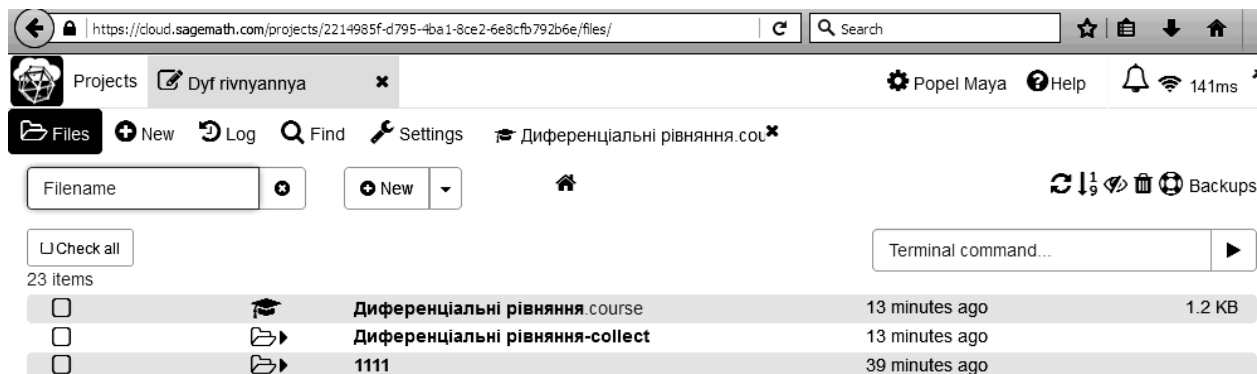 https://cloud.sagemath.com/projects/2214985f-d795-4ba1-8ce2-6e8cfb792b6e/files/ Search
Projects Dyf rivnyannya Popel Maya Help 141ms
Files New Log Find Settings Диференціальні рівняння.cou
Filename New Backups
Check all Terminal command...
23 items
Диференціальні рівняння.course 13 minutes ago 1.2 KB
Диференціальні рівняння-collect 13 minutes ago
1111 39 minutes ago